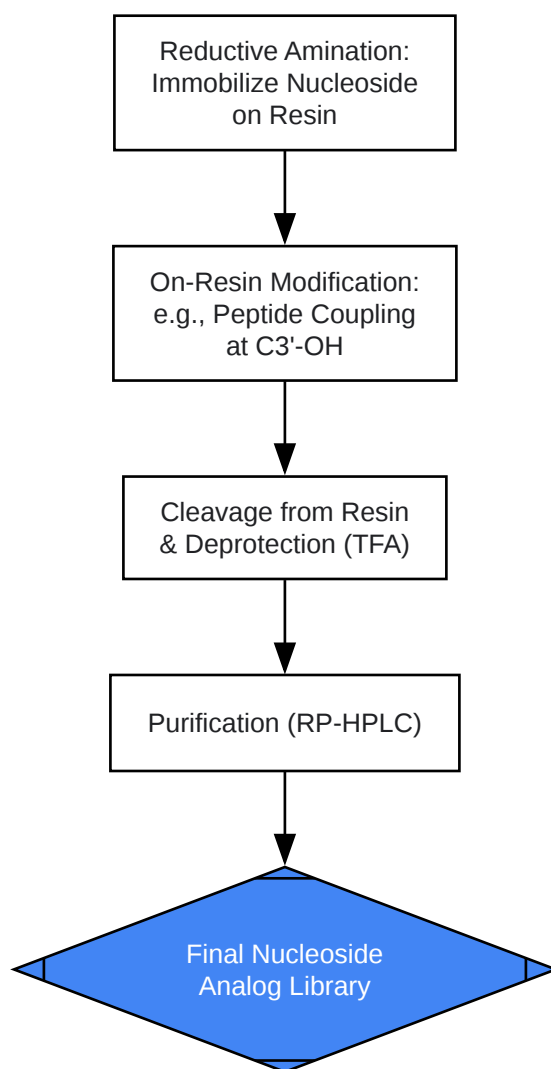 Reductive Amination:
Immobilize Nucleoside
on Resin
On-Resin Modification:
e.g., Peptide Coupling
at C3'-OH
Cleavage from Resin
& Deprotection (TFA)
Purification (RP-HPLC)
Final Nucleoside
Analog Library